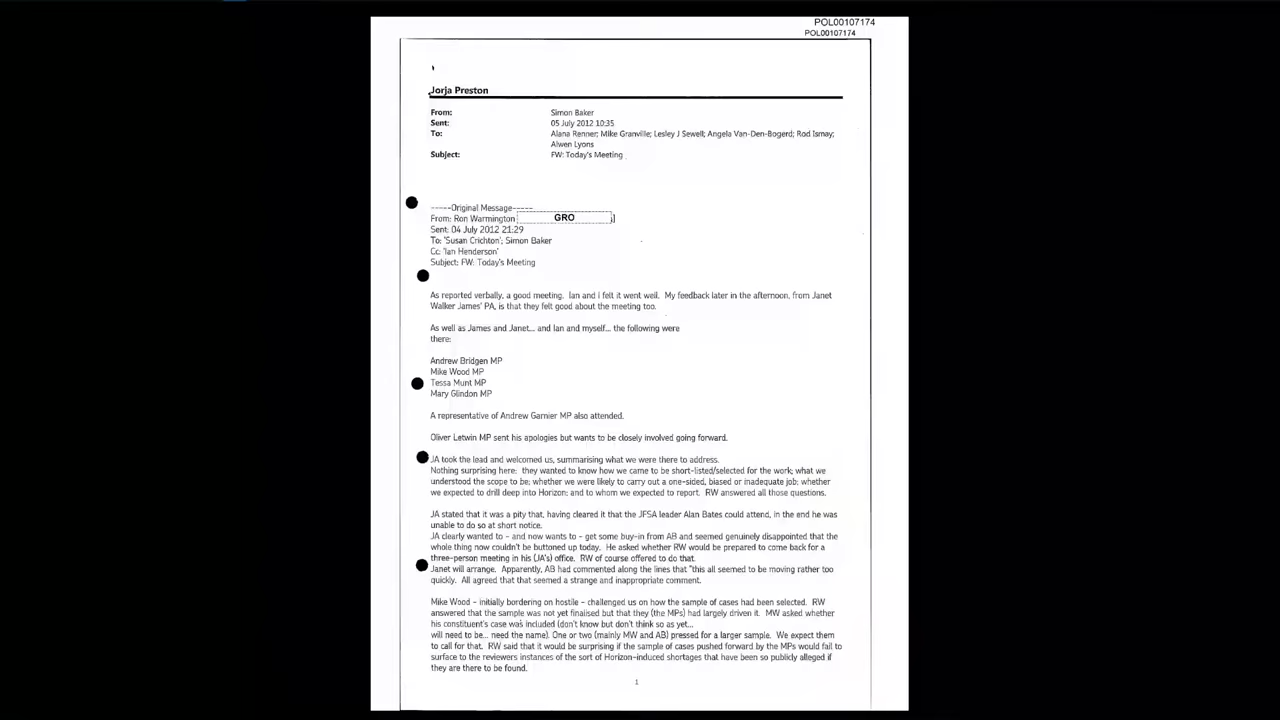 POL00107174
POL00107174
Jorja Preston
From: Simon Baker
Sent: 05 July 2012 10:35
To: Alana Renner; Mike Granville; Lesley J Sewell; Angela Van-Den-Bogerd; Rod Ismay;
Alwen Lyons
Subject: FW: Today's Meeting
-----Original Message-----
From: Ron Warmington GRO
Sent: 04 July 2012 21:29
To: 'Susan Crichton'; Simon Baker
Cc: 'Ian Henderson'
Subject: FW: Today's Meeting
As reported verbally, a good meeting. Ian and i felt it went well. My feedback later in the afternoon, from Janet
Walker James' PA, is that they felt good about the meeting too.
As well as James and Janet... and Ian and myself... the following were
there:
Andrew Bridgen MP
Mike Wood MP
Tessa Munt MP
Mary Glindon MP
A representative of Andrew Garnier MP also attended.
Oliver Letwin MP sent his apologies but wants to be closely involved going forward.
JA took the lead and welcomed us, summarising what we were there to address.
Nothing surprising here: they wanted to know how we came to be short-listed/selected for the work; what we
understood the scope to be; whether we were likely to carry out a one-sided, biased or inadequate job; whether
we expected to drill deep into Horizon; and to whom we expected to report. RW answered all those questions.
JA stated that it was a pity that, having cleared it that the JFSA leader Alan Bates could attend, in the end he was
unable to do so at short notice.
JA clearly wanted to - and now wants to - get some buy-in from AB and seemed genuinely disappointed that the
whole thing now couldn't be buttoned up today. He asked whether RW would be prepared to come back for a
three-person meeting in his (JA's) office. RW of course offered to do that.
Janet will arrange. Apparently, AB had commented along the lines that "this all seemed to be moving rather too
quickly. All agreed that that seemed a strange and inappropriate comment.
Mike Wood - initially bordering on hostile - challenged us on how the sample of cases had been selected. RW
answered that the sample was not yet finalised but that they (the MPs) had largely driven it. MW asked whether
his constituent's case was included (don't know but don't think so as yet...
will need to be... need the name). One or two (mainly MW and AB) pressed for a larger sample. We expect them
to call for that. RW said that it would be surprising if the sample of cases pushed forward by the MPs would fail to
surface to the reviewers instances of the sort of Horizon-induced shortages that have been so publicly alleged if
they are there to be found.
1